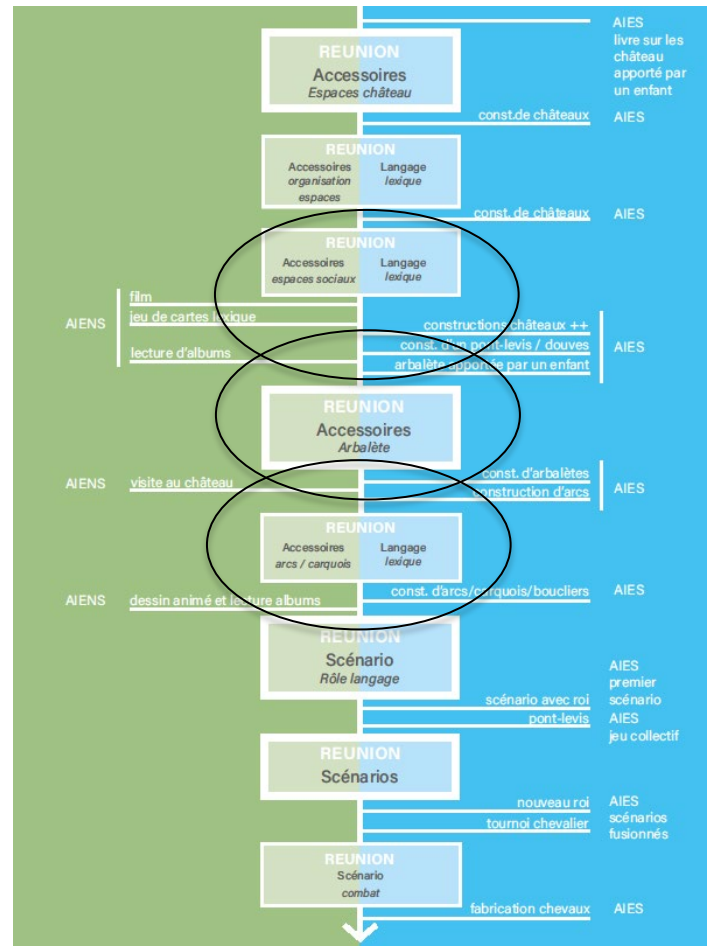 AIES
livre sur les
château
apporté par
un enfant
REUNION
Accessoires
Espaces château
const.de châteaux
AIES
REUNION
Accessoires
organisation
espaces
Langage
lexique
const. de châteaux
AIES
REUNION
Accessoires
espaces sociaux
Langage
lexique
AIENS
film
jeu de cartes lexique
lecture d'albums
constructions châteaux ++
const. d'un pont-levis / douves
arbalète apportée par un enfant
AIES
REUNION
Accessoires
Arbalète
AIENS
visite au château
const. d'arbalètes
construction d'arcs
AIES
REUNION
Accessoires
arcs / carquois
Langage
lexique
AIENS
dessin animé et lecture albums
const. d'arcs/carquois/boucliers
AIES
REUNION
Scénario
Rôle langage
scénario avec roi
AIES
premier
scénario
pont-levis
AIES
jeu collectif
REUNION
Scénarios
nouveau roi
tournoi chevalier
AIES
scénarios
fusionnés
REUNION
Scénario
combat
fabrication chevaux
AIES